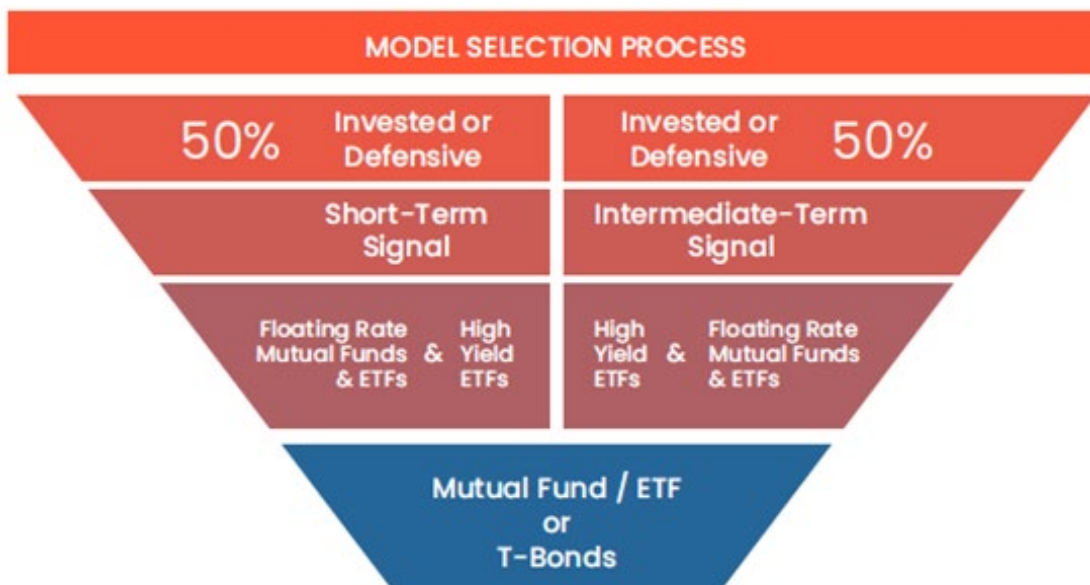 MODEL SELECTION PROCESS
50%
Invested or
Defensive
Invested or
Defensive
50%
Short-Term
Signal
Intermediate-Term
Signal
Floating Rate
Mutual Funds
& ETFs
&
High
Yield
ETFs
High
Yield
ETFs
&
Floating Rate
Mutual Funds
& ETFs
Mutual Fund / ETF
or
T-Bonds